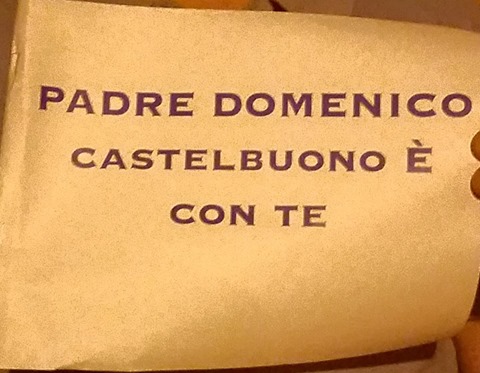 PADRE DOMENICO
CASTELBUONO È
CON TE